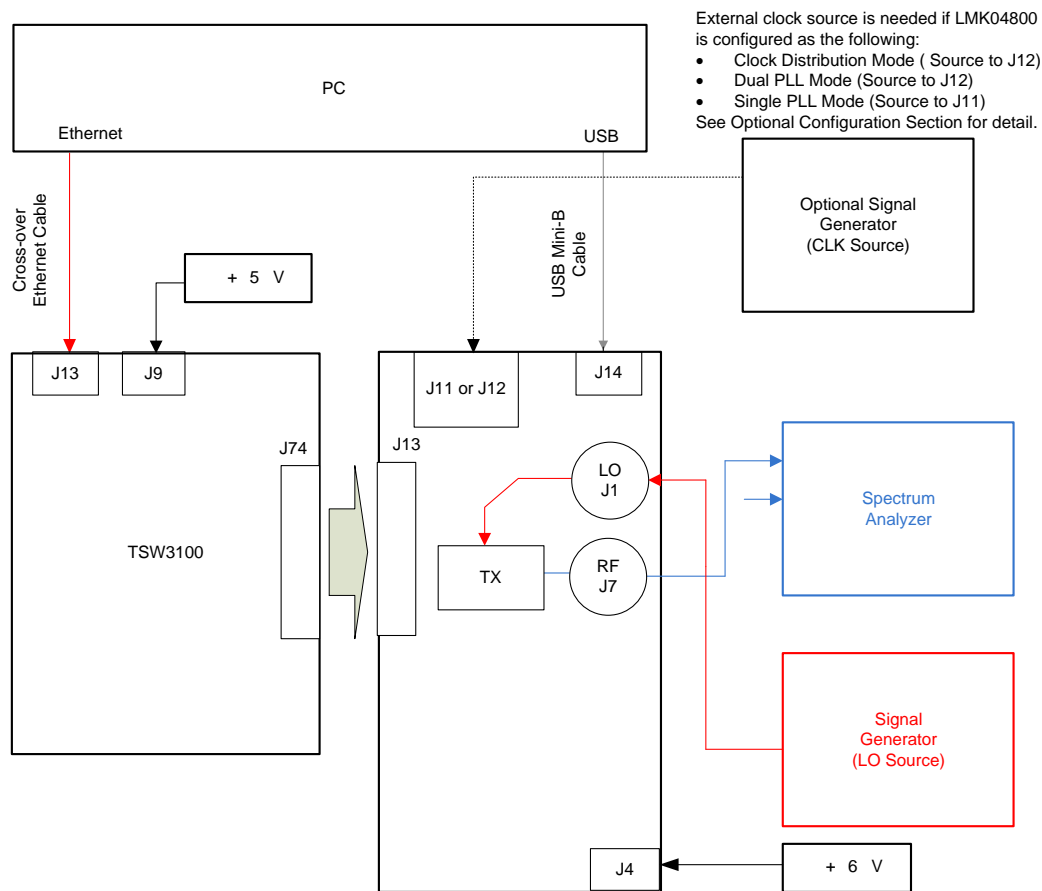 External clock source is needed if LMK04800
is configured as the following:
• Clock Distribution Mode ( Source to J12)
• Dual PLL Mode (Source to J12)
• Single PLL Mode (Source to J11)
See Optional Configuration Section for detail.
PC
Ethernet
USB
Cross-over
Ethernet Cable
USB Mini-B
Cable
Optional Signal
Generator
(CLK Source)
+ 5 V
J13
J9
J11 or J12
J14
J74
J13
LO
J1
TSW3100
TX
RF
J7
Spectrum
Analyzer
Signal
Generator
(LO Source)
J4
+ 6 V